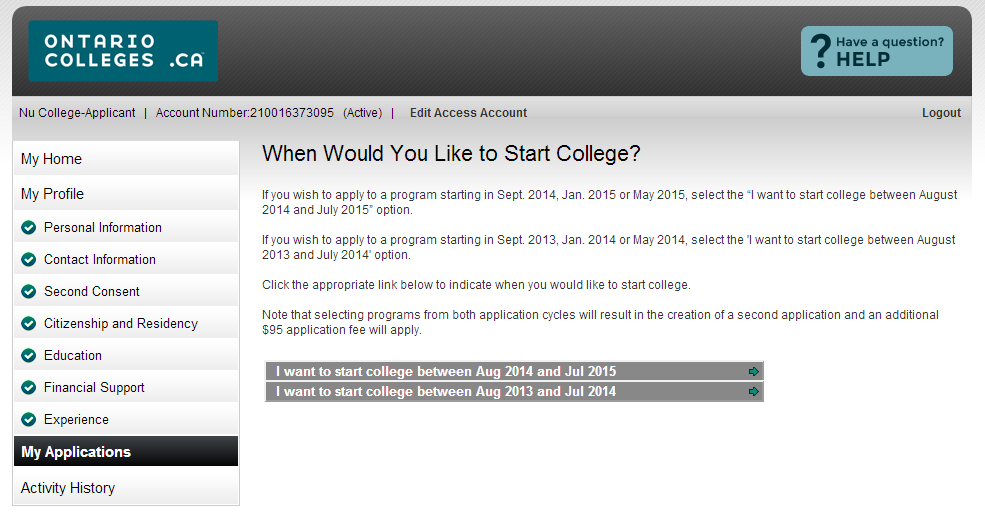 ONTARIO
COLLEGES .CA
Have a question?
HELP
Nu College-Applicant | Account Number:210016373095 (Active) | Edit Access Account
Logout
My Home
My Profile
Personal Information
Contact Information
Second Consent
Citizenship and Residency
Education
Financial Support
Experience
My Applications
Activity History
When Would You Like to Start College?
If you wish to apply to a program starting in Sept. 2014, Jan. 2015 or May 2015, select the “I want to start college between August
2014 and July 2015” option.
If you wish to apply to a program starting in Sept. 2013, Jan. 2014 or May 2014, select the 'I want to start college between August
2013 and July 2014' option.
Click the appropriate link below to indicate when you would like to start college.
Note that selecting programs from both application cycles will result in the creation of a second application and an additional
$95 application fee will apply.
I want to start college between Aug 2014 and Jul 2015
I want to start college between Aug 2013 and Jul 2014